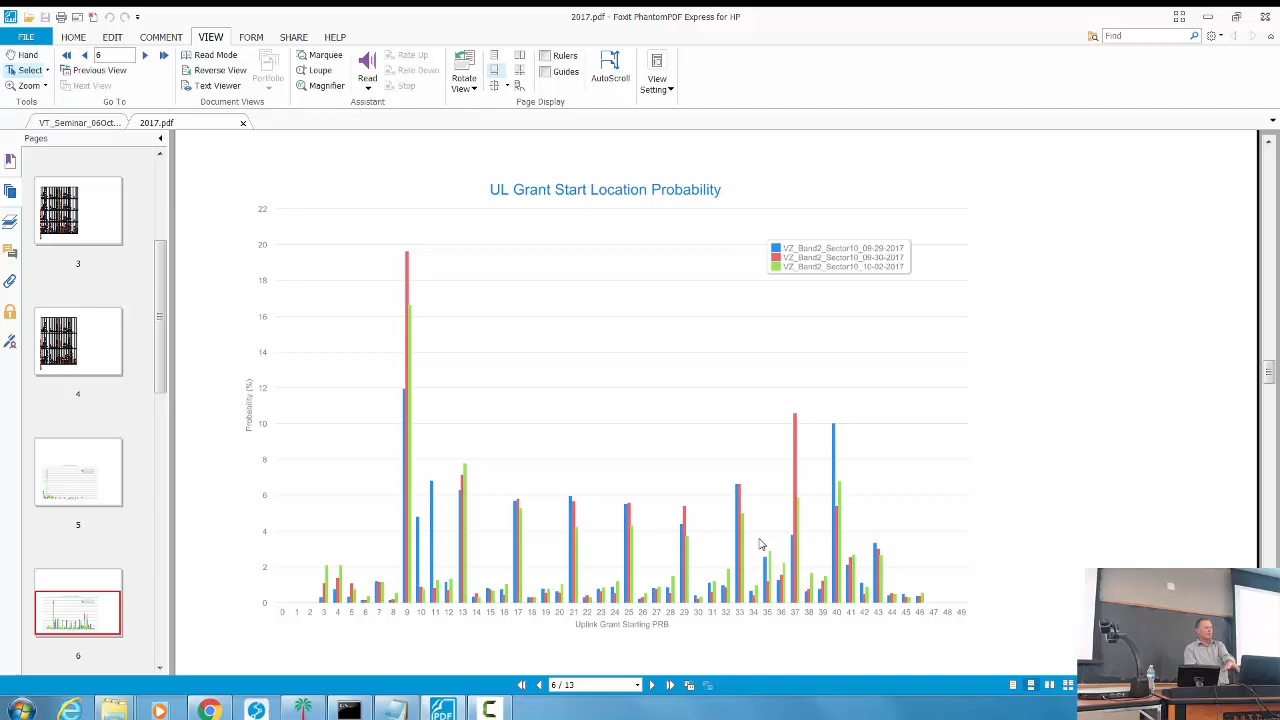 2017.pdf - Foxit PhantomPDF Express for HP
FILE HOME EDIT COMMENT VIEW FORM SHARE HELP
Find
Hand
Select
Zoom
Tools
6
Previous View
Next View
Go To
Read Mode
Reverse View
Text Viewer
Portfolio
Document Views
Marquee
Loupe
Magnifier
Read
Rate Up
Rate Down
Stop
Assistant
Rotate View
Rulers
Guides
Page Display
AutoScroll
View Setting
VT_Seminar_06Oct...
2017.pdf
Pages
4
5
6
UL Grant Start Location Probability
VZ_Band2_Sector10_09-29-2017
VZ_Band2_Sector10_09-30-2017
VZ_Band2_Sector10_10-02-2017
22
20
18
16
14
12
10
8
6
4
2
0
Probability (%)
0 1 2 3 4 5 6 7 8 9 10 11 12 13 14 15 16 17 18 19 20 21 22 23 24 25 26 27 28 29 30 31 32 33 34 35 36 37 38 39 40 41 42 43 44 45 46 47 48 49
Uplink Grant Starting PRB
6 / 13
PDF